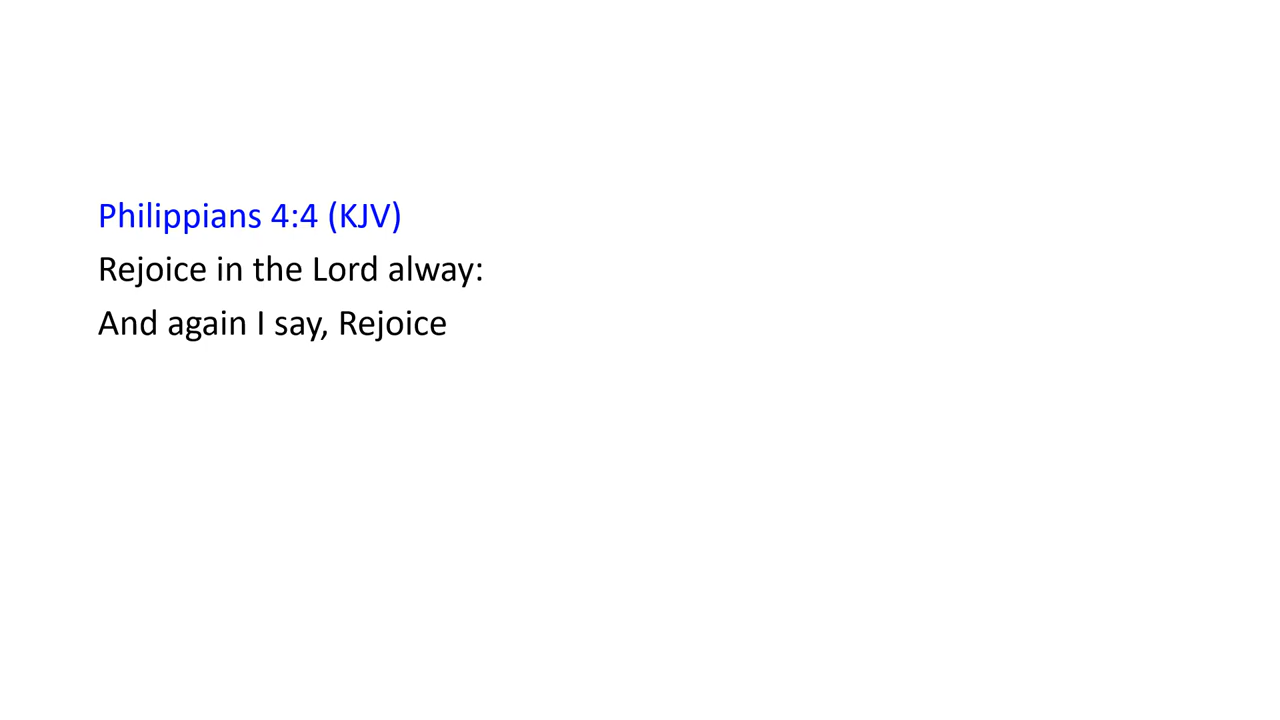 Philippians 4:4 (KJV)
Rejoice in the Lord alway:
And again I say, Rejoice